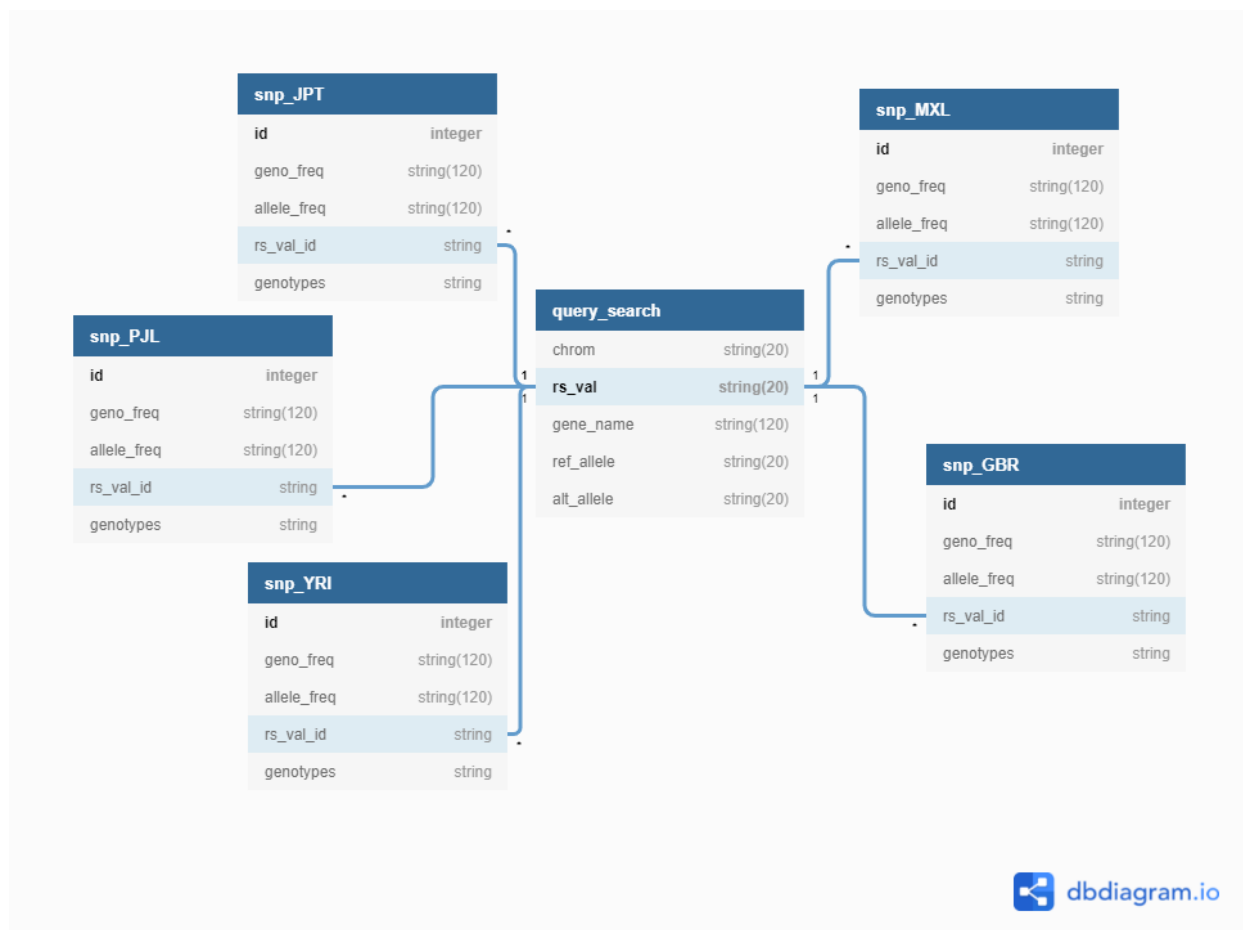 snp_JPT
id integer
geno_freq string(120)
allele_freq string(120)
rs_val_id string
genotypes string
*
snp_MXL
id integer
geno_freq string(120)
allele_freq string(120)
rs_val_id string
genotypes string
*
snp_PJL
id integer
geno_freq string(120)
allele_freq string(120)
rs_val_id string
genotypes string
*
query_search
chrom string(20)
rs_val string(20)
gene_name string(120)
ref_allele string(20)
alt_allele string(20)
1
1
1
1
snp_GBR
id integer
geno_freq string(120)
allele_freq string(120)
rs_val_id string
genotypes string
*
snp_YRI
id integer
geno_freq string(120)
allele_freq string(120)
rs_val_id string
genotypes string
*
dbdiagram.io